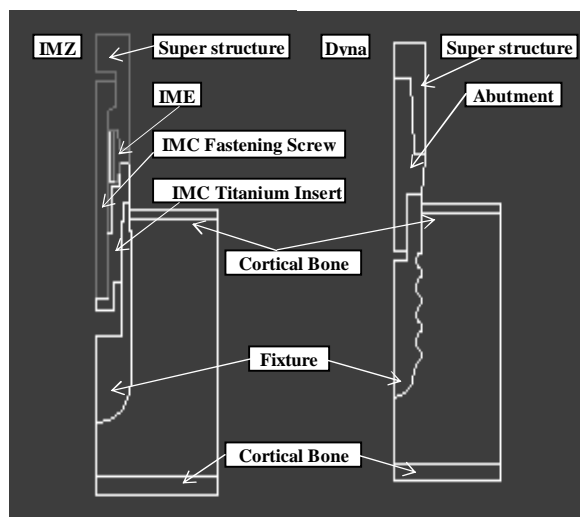 IMZ
Super structure
Dyna
Super structure
IME
Abutment
IMC Fastening Screw
IMC Titanium Insert
Cortical Bone
Fixture
Cortical Bone